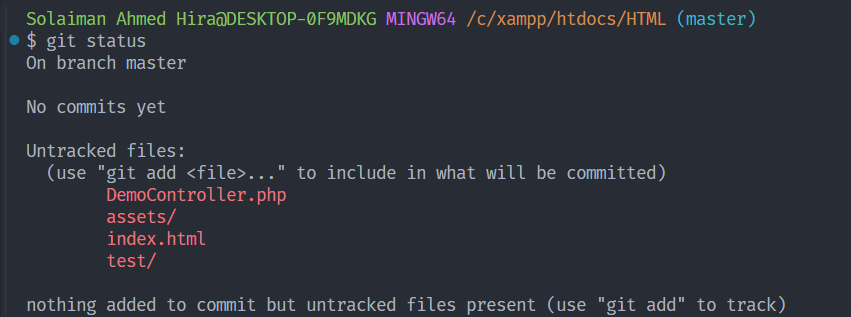 Solaiman Ahmed Hira@DESKTOP-0F9MDKG MINGW64 /c/xampp/htdocs/HTML (master)
$ git status
On branch master
No commits yet
Untracked files:
(use "git add <file>..." to include in what will be committed)
DemoController.php
assets/
index.html
test/
nothing added to commit but untracked files present (use "git add" to track)